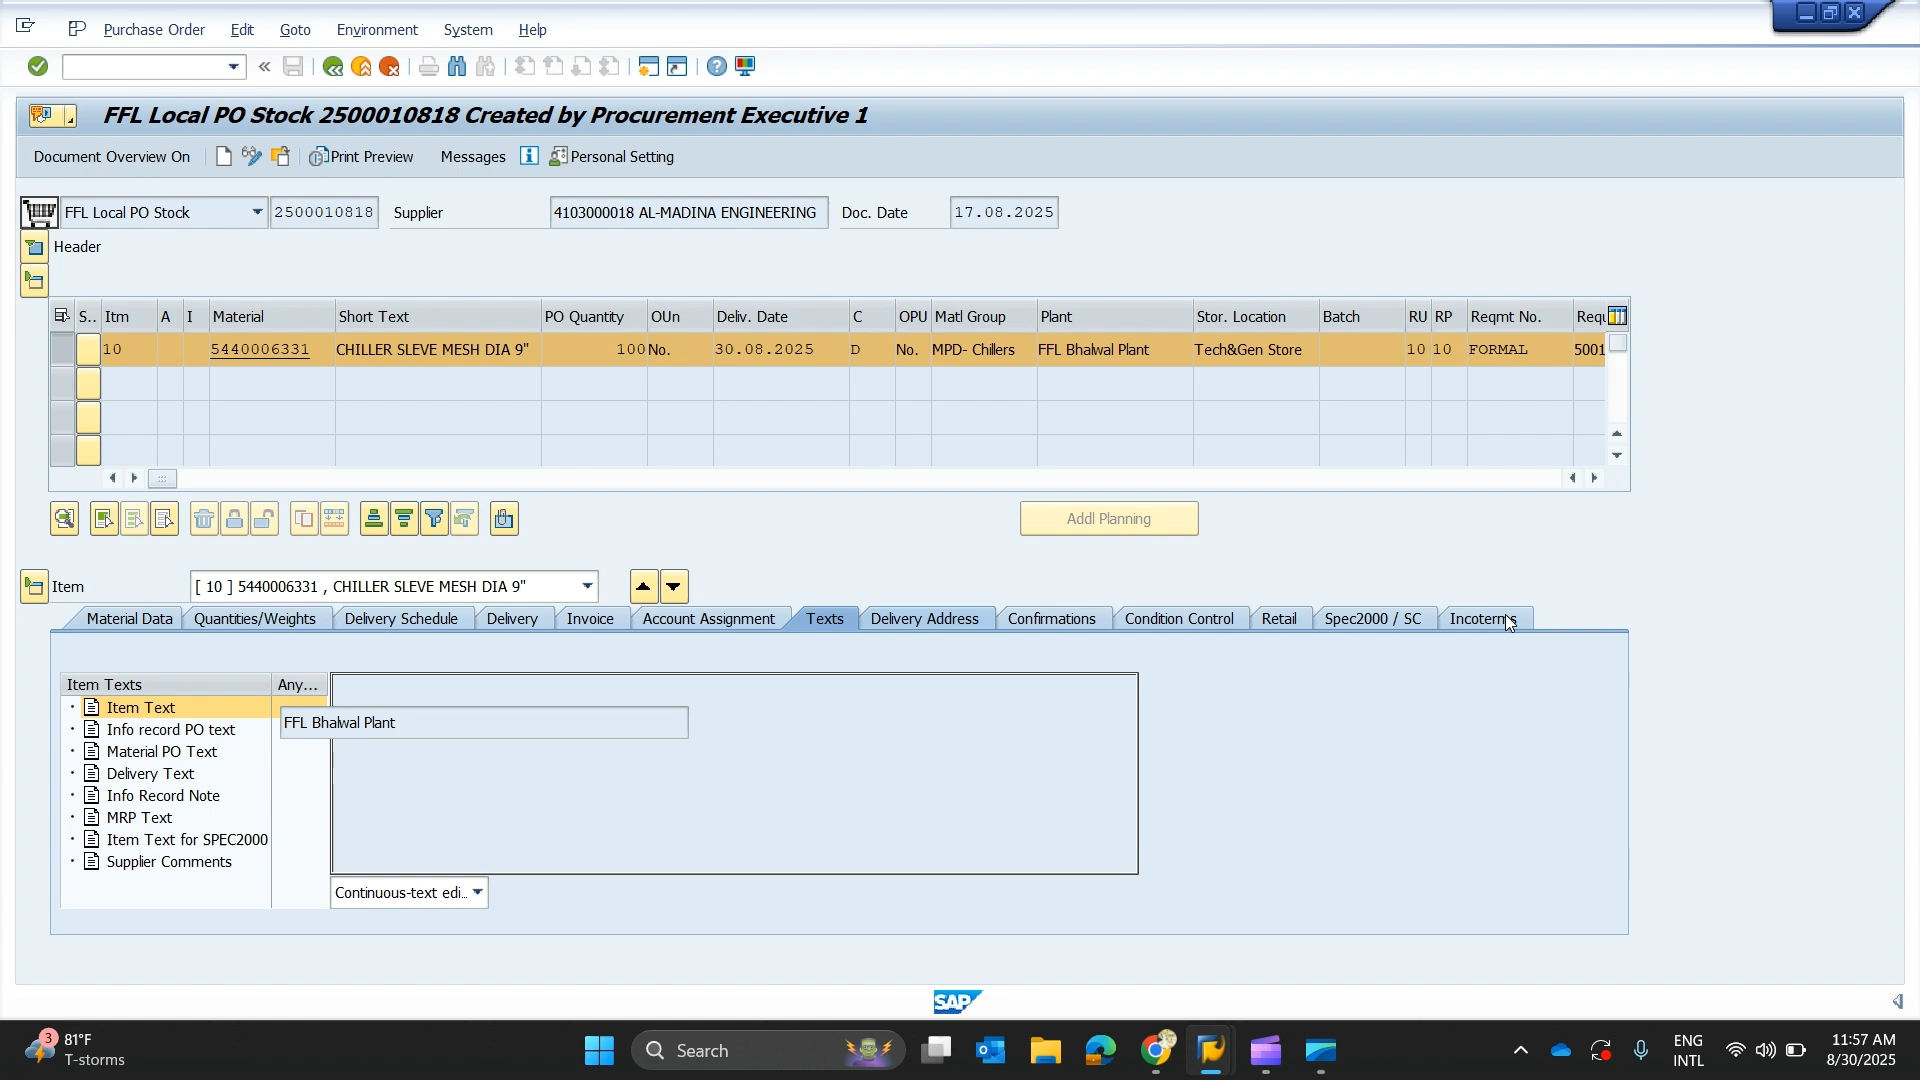 Purchase Order Edit Goto Environment System Help
FFL Local PO Stock 2500010818 Created by Procurement Executive 1
Document Overview On Print Preview Messages Personal Setting
FFL Local PO Stock 2500010818 Supplier 4103000018 AL-MADINA ENGINEERING Doc. Date 17.08.2025
Header
S.. Itm A I Material Short Text PO Quantity OUn Deliv. Date C OPU Matl Group Plant Stor. Location Batch RU RP Reqmt No. Requ
10 5440006331 CHILLER SLEVE MESH DIA 9" 100 No. 30.08.2025 D No. MPD- Chillers FFL Bhalwal Plant Tech&Gen Store 10 10 FORMAL 5001
Addl Planning
Item [ 10 ] 5440006331 , CHILLER SLEVE MESH DIA 9"
Material Data Quantities/Weights Delivery Schedule Delivery Invoice Account Assignment Texts Delivery Address Confirmations Condition Control Retail Spec2000 / SC Incoterms
Item Texts Any...
Item Text
FFL Bhalwal Plant
Info record PO text
Material PO Text
Delivery Text
Info Record Note
MRP Text
Item Text for SPEC2000
Supplier Comments
Continuous-text edi..
SAP
3 81°F
T-storms
Search
ENG
INTL
11:57 AM
8/30/2025